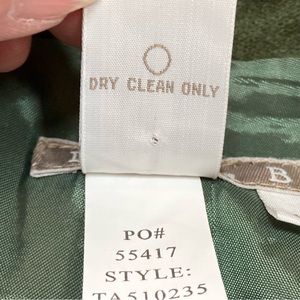 DRY CLEAN ONLY
B
PO#
55417
STYLE:
TA510235